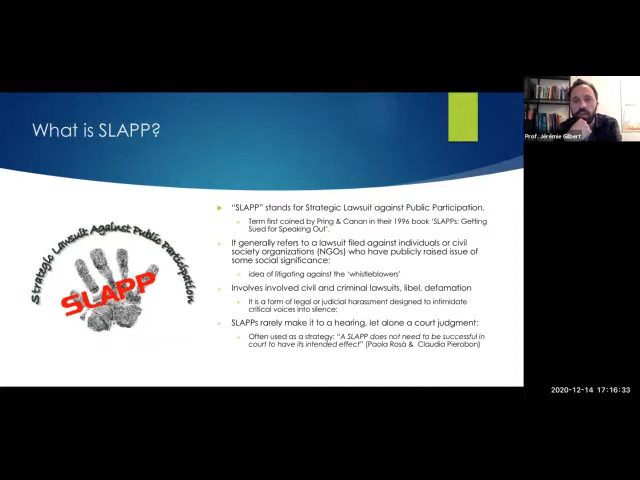 What is SLAPP?
Prof. Jérémie Gilbert
"SLAPP" stands for Strategic Lawsuit against Public Participation.
Term first coined by Pring & Canan in their 1996 book 'SLAPPs: Getting
Sued for Speaking Out'.
It generally refers to a lawsuit filed against individuals or civil
society organizations (NGOs) who have publicly raised issue of
some social significance:
idea of litigating against the 'whistleblowers'
Involves involved civil and criminal lawsuits, libel, defamation
It is a form of legal or judicial harassment designed to intimidate
critical voices into silence;
SLAPPs rarely make it to a hearing, let alone a court judgment:
Often used as a strategy: "A SLAPP does not need to be successful in
court to have its intended effect" (Paola Rosà & Claudia Pierobon)
Strategic Lawsuit Against Public Participation
SLAPP
2020-12-14 17:16:33